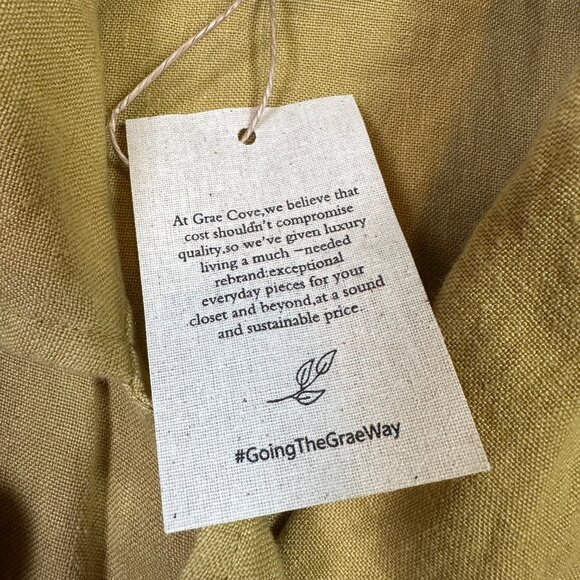 At Grae Cove,we believe that
cost shouldn't compromise
quality,so we've given luxury
living a much —needed
rebrand:exceptional
everyday pieces for your
closet and beyond,at a sound
and sustainable price.
#GoingTheGraeWay